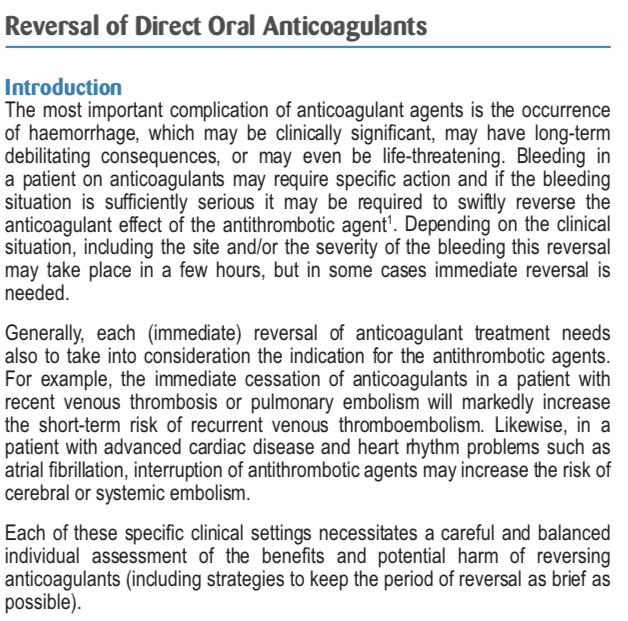 Reversal of Direct Oral Anticoagulants
Introduction
The most important complication of anticoagulant agents is the occurrence
of haemorrhage, which may be clinically significant, may have long-term
debilitating consequences, or may even be life-threatening. Bleeding in
a patient on anticoagulants may require specific action and if the bleeding
situation is sufficiently serious it may be required to swiftly reverse the
anticoagulant effect of the antithrombotic agent¹. Depending on the clinical
situation, including the site and/or the severity of the bleeding this reversal
may take place in a few hours, but in some cases immediate reversal is
needed.
Generally, each (immediate) reversal of anticoagulant treatment needs
also to take into consideration the indication for the antithrombotic agents.
For example, the immediate cessation of anticoagulants in a patient with
recent venous thrombosis or pulmonary embolism will markedly increase
the short-term risk of recurrent venous thromboembolism. Likewise, in a
patient with advanced cardiac disease and heart rhythm problems such as
atrial fibrillation, interruption of antithrombotic agents may increase the risk of
cerebral or systemic embolism.
Each of these specific clinical settings necessitates a careful and balanced
individual assessment of the benefits and potential harm of reversing
anticoagulants (including strategies to keep the period of reversal as brief as
possible).